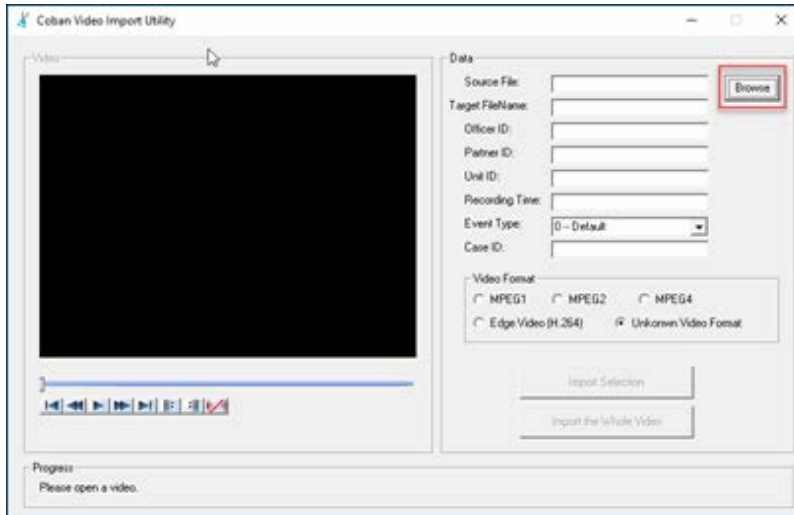 Coban Video Import Utility
Video
Data
Source File:
Browse
Target FileName:
Officer ID:
Partner ID:
Unit ID:
Recording Time:
Event Type:
0 -- Default
Case ID:
Video Format
MPEG1
MPEG2
MPEG4
Edge Video (H.264)
Unkonwn Video Format
Import Selection
Import the Whole Video
Progress
Please open a video.